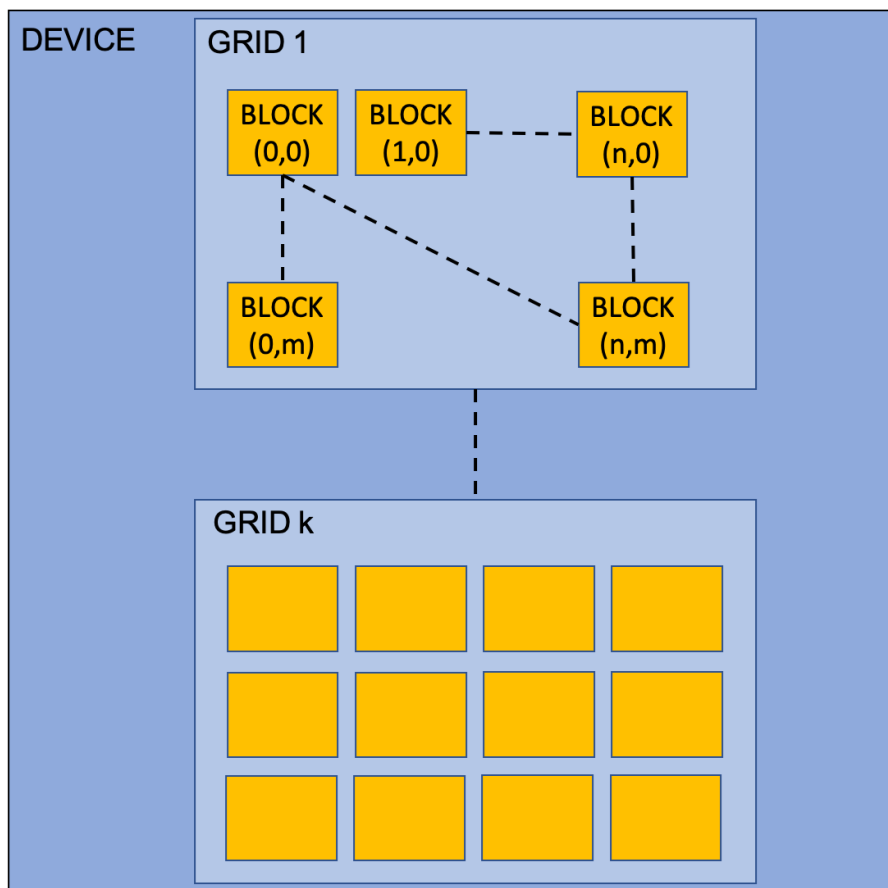 DEVICE
GRID 1
BLOCK
(0,0)
BLOCK
(1,0)
BLOCK
(n,0)
BLOCK
(0,m)
BLOCK
(n,m)
GRID k